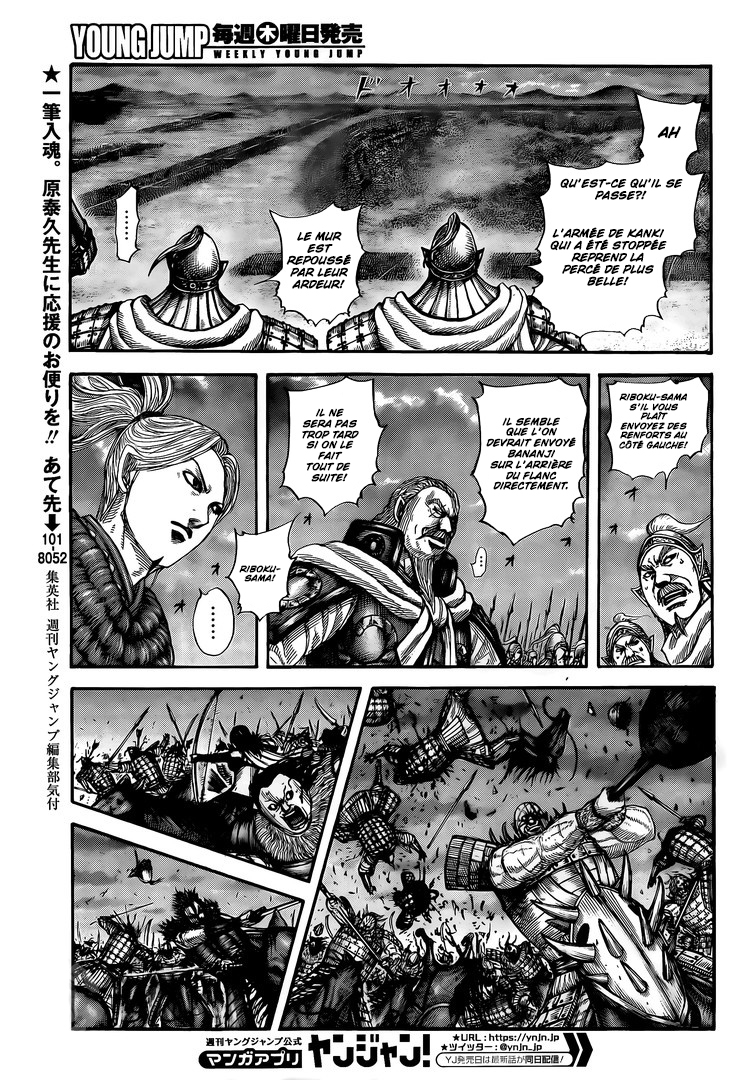 YOUNG JUMP 毎週木曜日発売
WEEKLY YOUNG JUMP
★一筆入魂。原泰久先生に応援のお便りを!! あて先➡101-8052 集英社 週刊ヤングジャンプ編集部気付
ドオォォォ
AH
QU'EST-CE QU'IL SE
PASSE?!
L'ARMÉE DE KANKI
QUI A ÉTÉ STOPPÉE
REPREND LA
PERCÉ DE PLUS
BELLE!
LE MUR
EST
REPOUSSÉ
PAR LEUR
ARDEUR!
……
RIBOKU-SAMA
S'IL VOUS
PLAÎT
ENVOYEZ DES
RENFORTS AU
CÔTÉ GAUCHE!
IL SEMBLE
QUE L'ON
DEVRAIT ENVOYÉ
BANANJI
SUR L'ARRIÈRE
DU FLANC
DIRECTEMENT.
IL NE
SERA PAS
TROP TARD
SI ON LE
FAIT
TOUT DE
SUITE!
…
RIBOKU-
SAMA!
……
週刊ヤングジャンプ公式
マンガアプリ
ヤンジャン!
★URL:https://ynjn.jp
★ツイッター:@ynjn_jp
YJ発売日は最新話が同日配信!